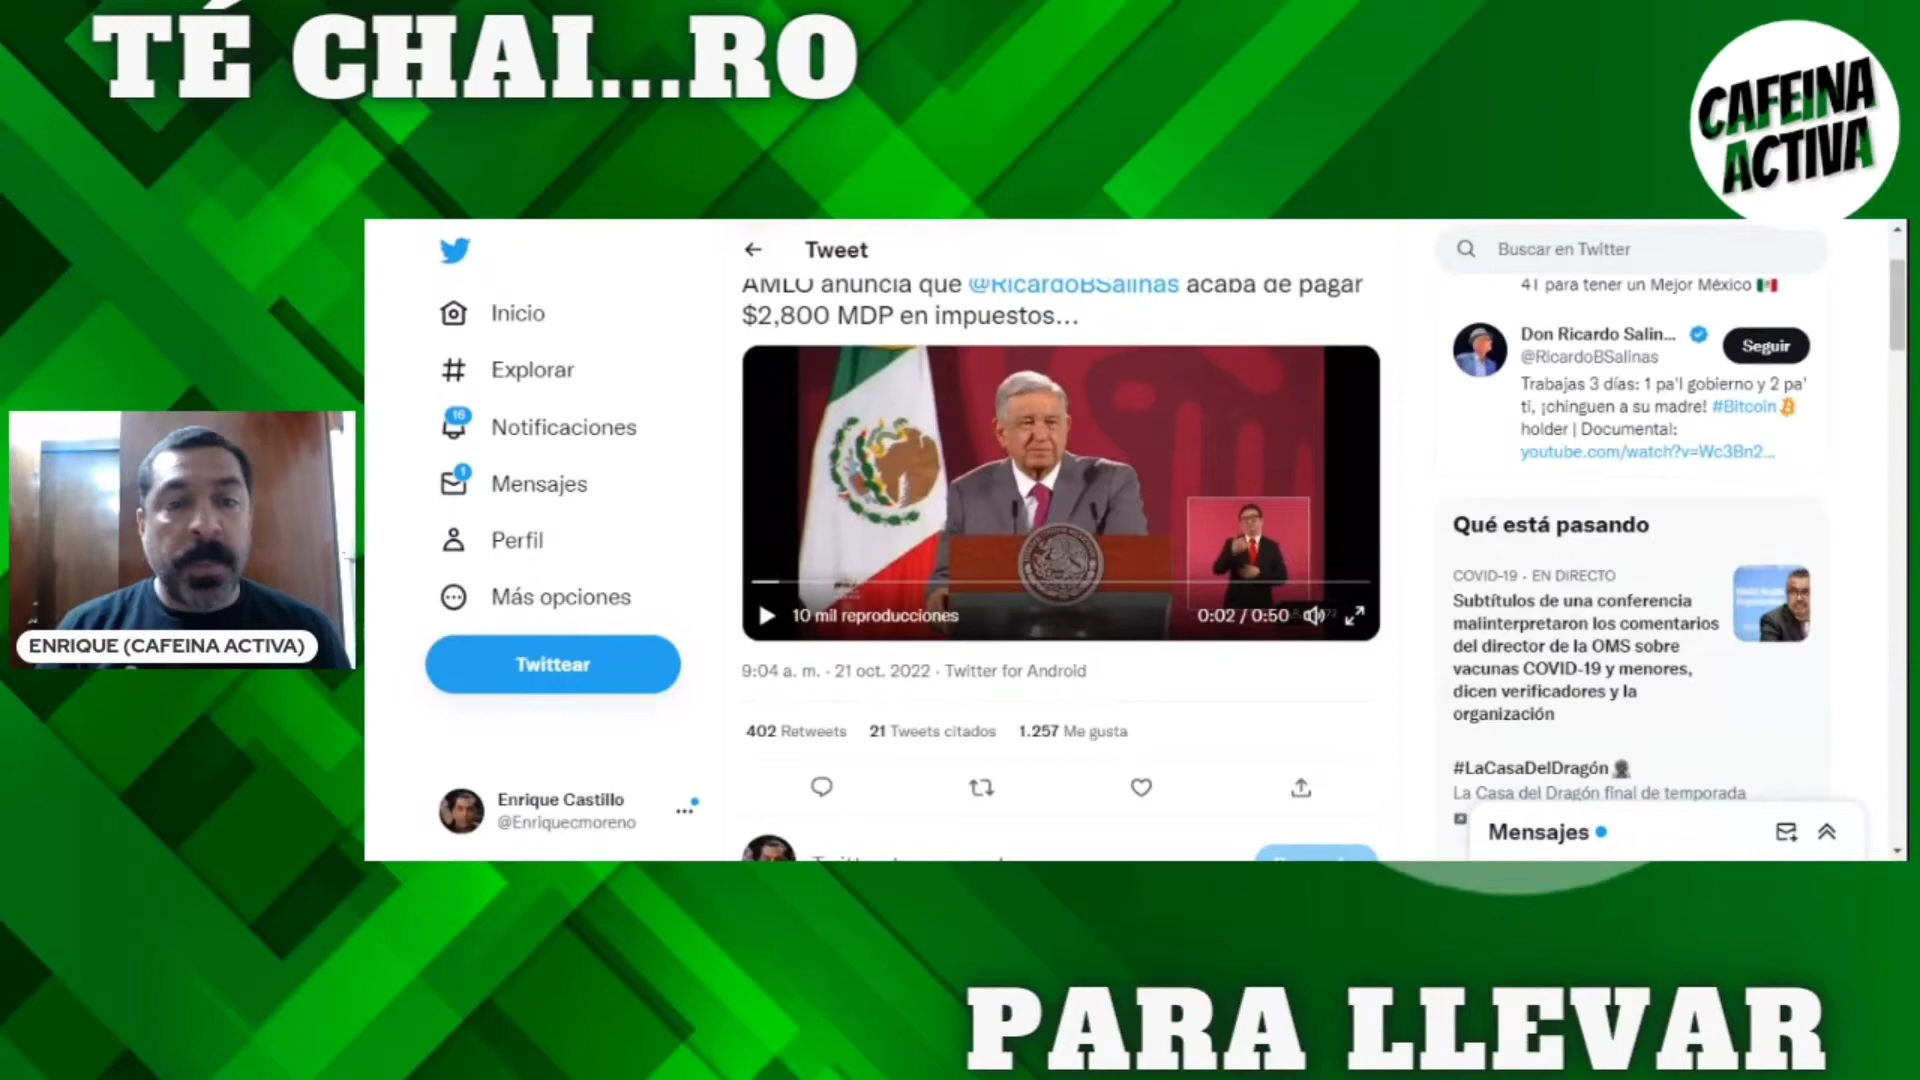 TÉ CHAI...RO
CAFEINA
ACTIVA
Tweet
Buscar en Twitter
AMLO anuncia que @RicardoBSalinas acaba de pagar
$2,800 MDP en impuestos...
Inicio
Explorar
16
Notificaciones
1
Mensajes
Perfil
Más opciones
Twittear
Enrique Castillo
@Enriquecmoreno
ENRIQUE (CAFEINA ACTIVA)
10 mil reproducciones
0:02 / 0:50
9:04 a. m. · 21 oct. 2022 · Twitter for Android
402 Retweets 21 Tweets citados 1.257 Me gusta
41 para tener un Mejor México
Don Ricardo Salin...
@RicardoBSalinas
Seguir
Trabajas 3 días: 1 pa'l gobierno y 2 pa'
ti, ¡chinguen a su madre! #Bitcoin
holder | Documental:
youtube.com/watch?v=Wc3Bn2...
Qué está pasando
COVID-19 · EN DIRECTO
Subtítulos de una conferencia
malinterpretaron los comentarios
del director de la OMS sobre
vacunas COVID-19 y menores,
dicen verificadores y la
organización
#LaCasaDelDragón
La Casa del Dragón final de temporada
Mensajes
PARA LLEVAR